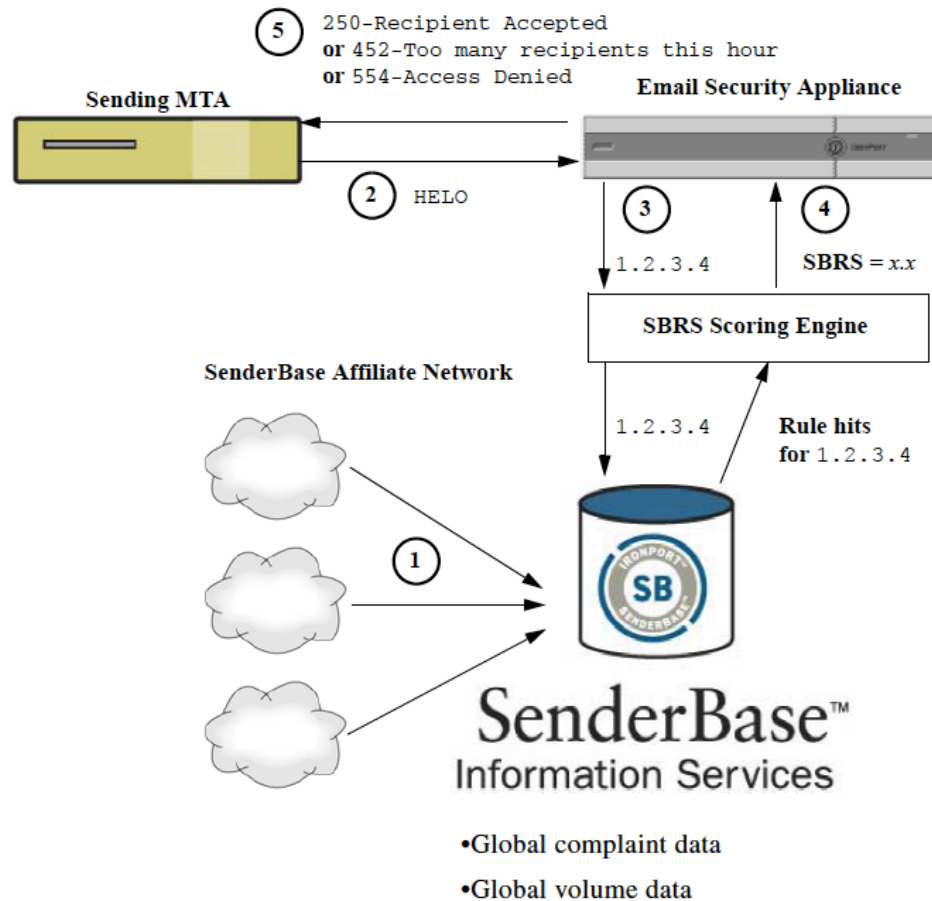 5
250-Recipient Accepted
or 452-Too many recipients this hour
or 554-Access Denied
Sending MTA
Email Security Appliance
IRONPORT
2
HELO
3
4
1.2.3.4
SBRS = x.x
SBRS Scoring Engine
SenderBase Affiliate Network
1.2.3.4
Rule hits
for 1.2.3.4
1
IRONPORT™
SB
SENDERBASE™
SenderBase™
Information Services
•Global complaint data
•Global volume data